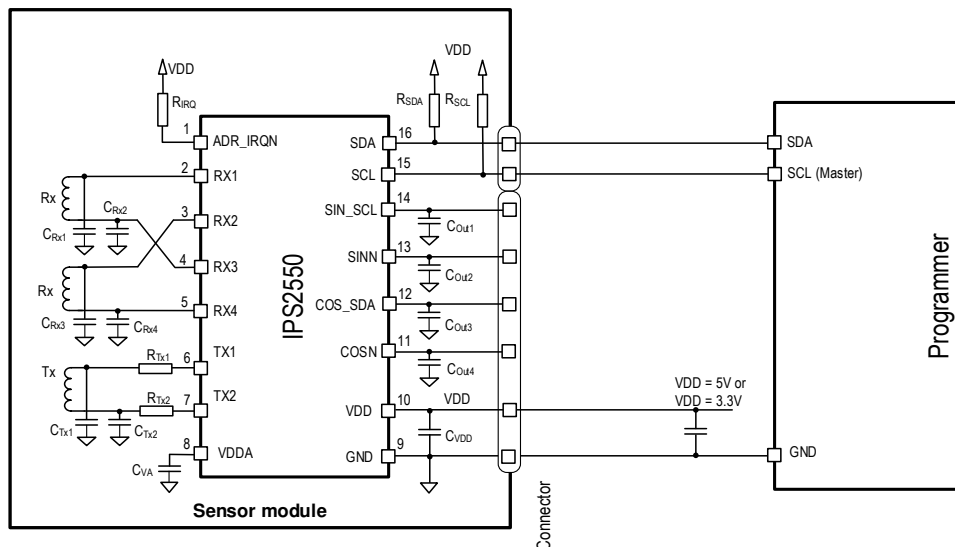 VDD
VDD
R_IRQ
R_SDA
R_SCL
1
ADR_IRQN
SDA
16
SDA
2
RX1
SCL
15
SCL (Master)
Rx
C_Rx1
C_Rx2
3
RX2
SIN_SCL
14
C_Out1
4
RX3
SINN
13
C_Out2
Rx
C_Rx3
C_Rx4
5
RX4
COS_SDA
12
C_Out3
IPS2550
Programmer
Tx
R_Tx1
6
TX1
COSN
11
C_Out4
R_Tx2
7
TX2
VDD
10
VDD
VDD = 5V or
VDD = 3.3V
C_Tx1
C_Tx2
C_VDD
8
VDDA
C_VA
GND
9
GND
Sensor module
Connector